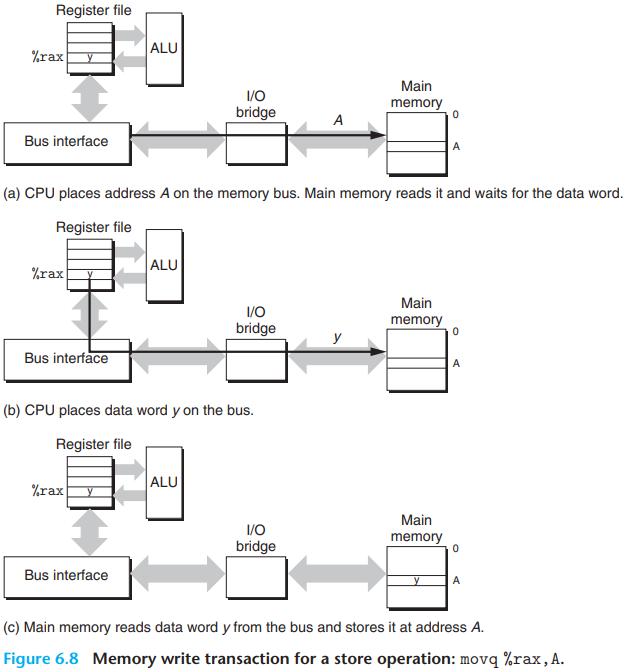 Register file
%rax
y
ALU
Bus interface
I/O
bridge
A
Main
memory
0
A
(a) CPU places address A on the memory bus. Main memory reads it and waits for the data word.
Register file
%rax
y
ALU
Bus interface
I/O
bridge
y
Main
memory
0
A
(b) CPU places data word y on the bus.
Register file
%rax
y
ALU
Bus interface
I/O
bridge
Main
memory
0
y
A
(c) Main memory reads data word y from the bus and stores it at address A.
Figure 6.8 Memory write transaction for a store operation: movq %rax,A.